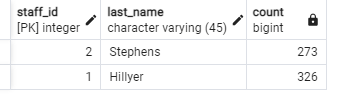 staff_id last_name count
[PK] integer character varying (45) bigint
2 Stephens 273
1 Hillyer 326